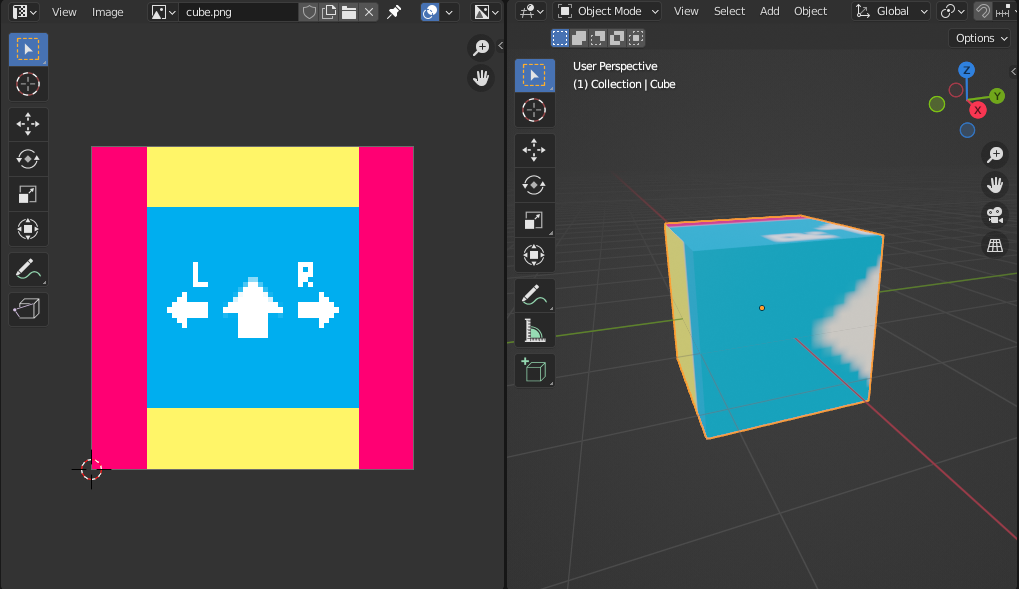 View Image cube.png
Object Mode View Select Add Object Global
Options
User Perspective
(1) Collection | Cube
Z
Y
X
L R